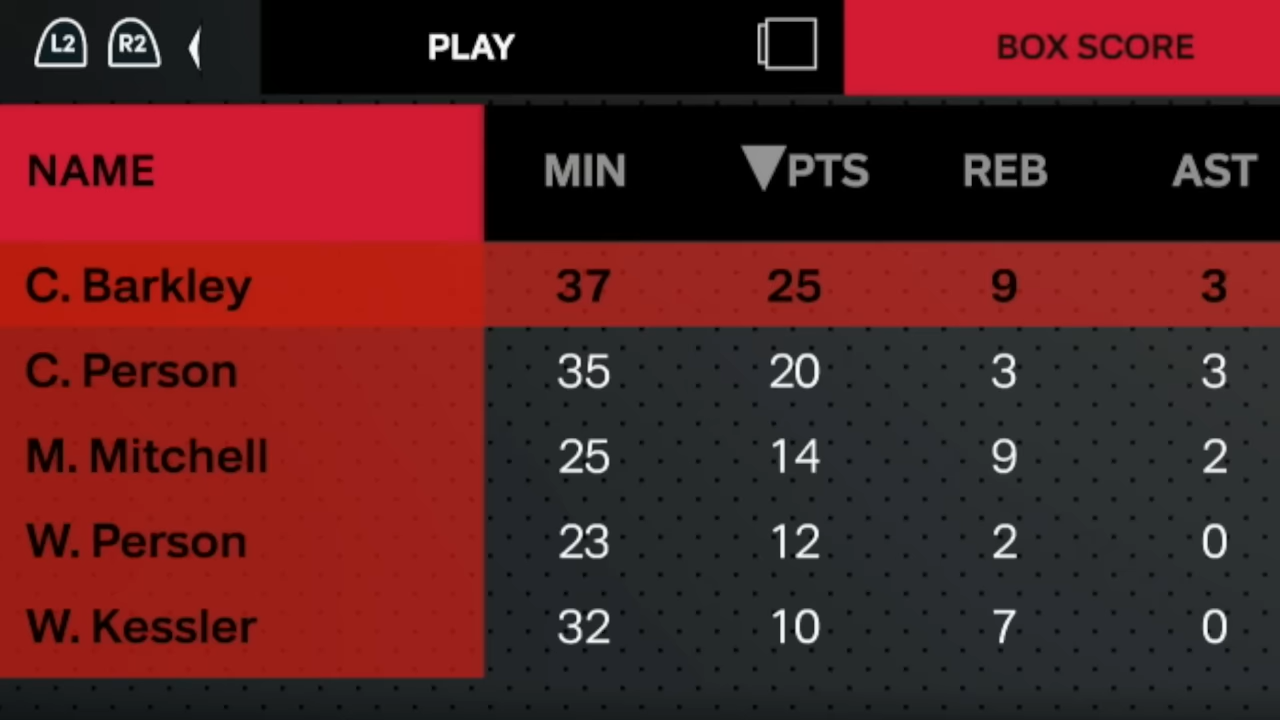 L2 R2 PLAY BOX SCORE
NAME MIN ▼PTS REB AST
C. Barkley 37 25 9 3
C. Person 35 20 3 3
M. Mitchell 25 14 9 2
W. Person 23 12 2 0
W. Kessler 32 10 7 0